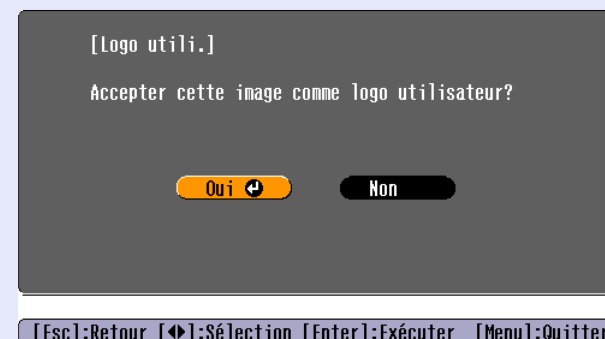 [Logo utili.]
Accepter cette image comme logo utilisateur?
Oui Non
[Esc]:Retour [◆]:Sélection [Enter]:Exécuter [Menu]:Quitter